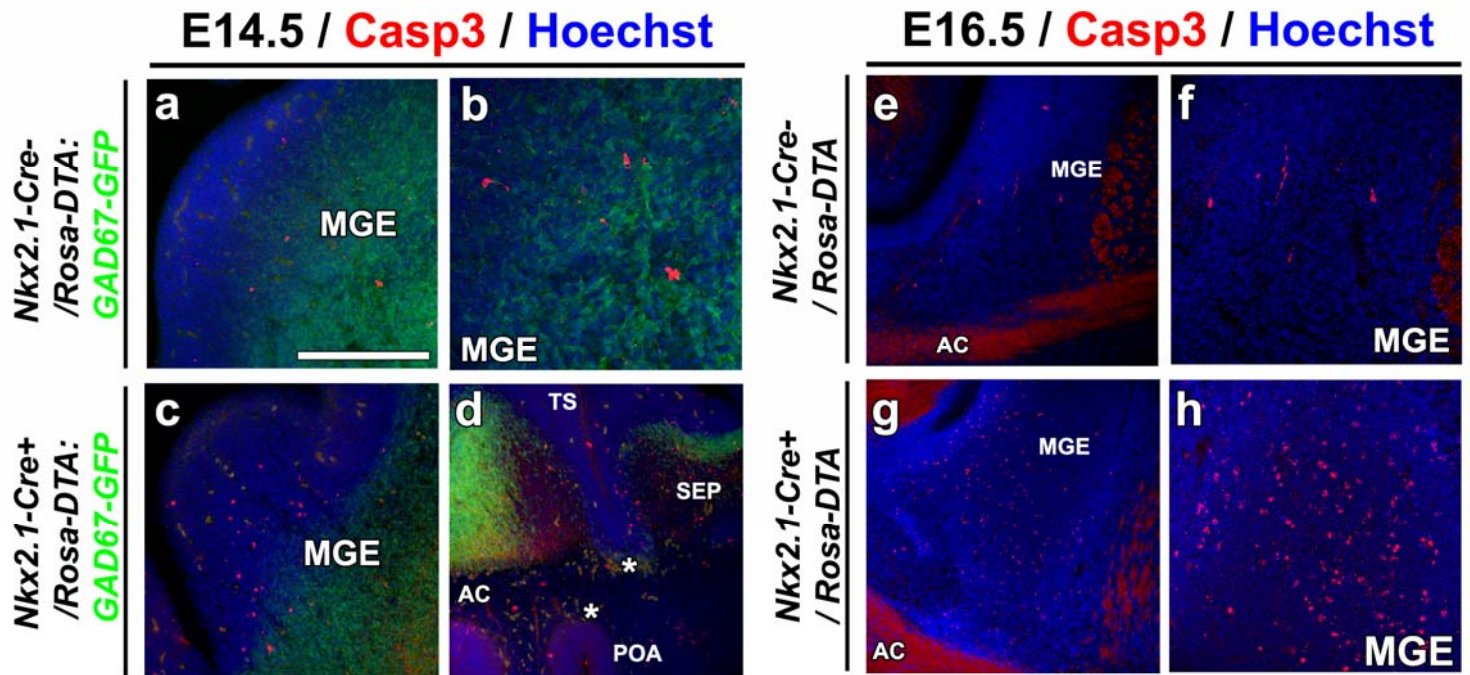 E14.5 / Casp3 / Hoechst
Nkx2.1-Cre-
/Rosa-DTA:
GAD67-GFP
a
MGE
b
MGE
Nkx2.1-Cre+
/Rosa-DTA:
GAD67-GFP
c
MGE
d
TS
SEP
*
AC
*
POA
E16.5 / Casp3 / Hoechst
Nkx2.1-Cre-
/ Rosa-DTA
e
MGE
AC
f
MGE
Nkx2.1-Cre+
/ Rosa-DTA
g
MGE
AC
h
MGE